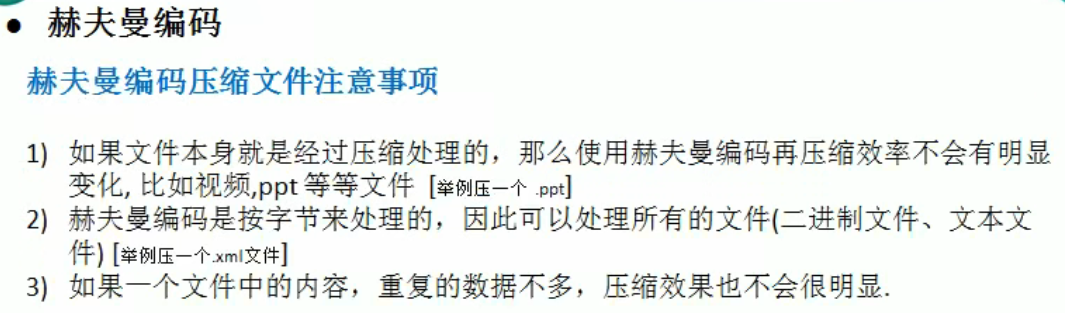 ● 赫夫曼编码
赫夫曼编码压缩文件注意事项
1) 如果文件本身就是经过压缩处理的，那么使用赫夫曼编码再压缩效率不会有明显
变化, 比如视频,ppt 等等文件 [举例压一个 .ppt]
2) 赫夫曼编码是按字节来处理的，因此可以处理所有的文件(二进制文件、文本文
件) [举例压一个.xml文件]
3) 如果一个文件中的内容，重复的数据不多，压缩效果也不会很明显.